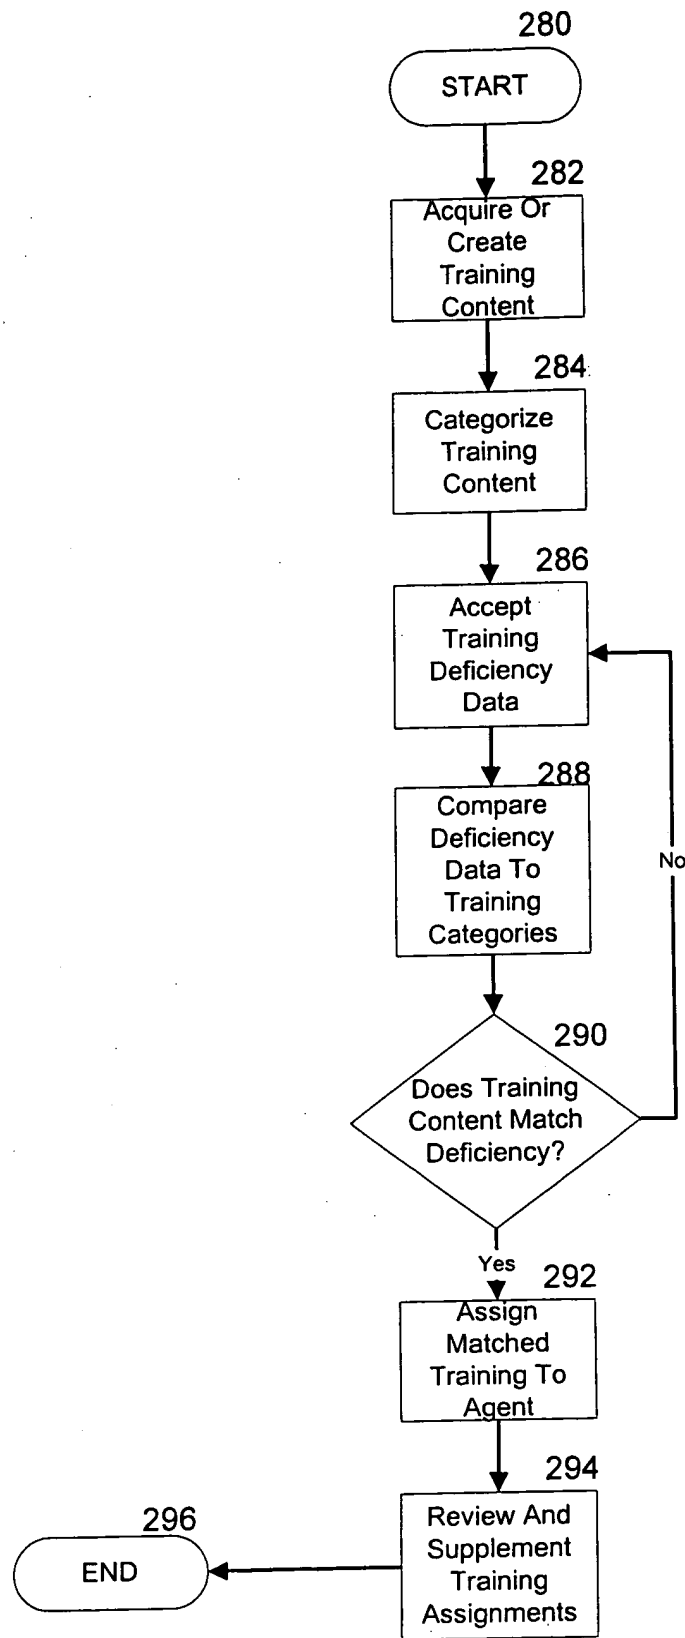 280
START
282
Acquire Or
Create
Training
Content
284
Categorize
Training
Content
286
Accept
Training
Deficiency
Data
288
Compare
Deficiency
Data To
Training
Categories
No
290
Does Training
Content Match
Deficiency?
Yes
292
Assign
Matched
Training To
Agent
294
Review And
Supplement
Training
Assignments
296
END